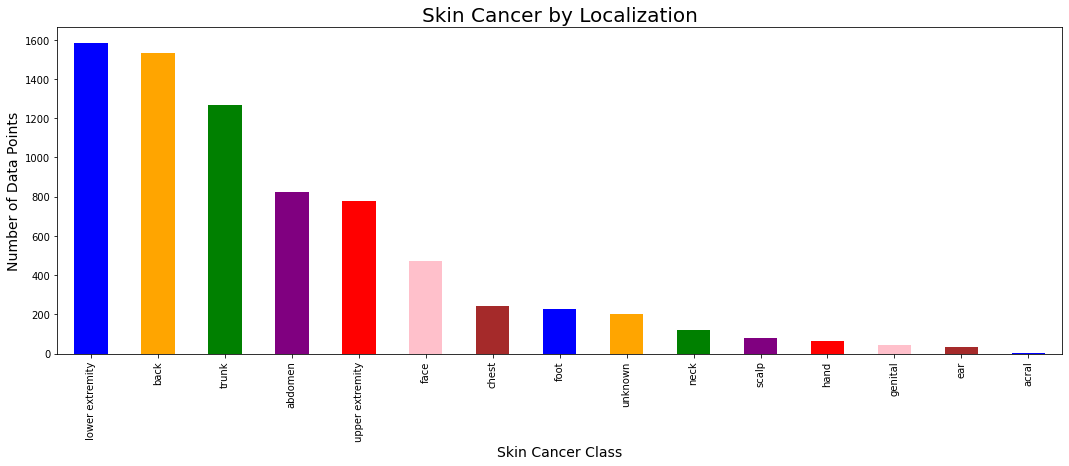 Skin Cancer by Localization
Number of Data Points
1600
1400
1200
1000
800
600
400
200
0
lower extremity
back
trunk
abdomen
upper extremity
face
chest
foot
unknown
neck
scalp
hand
genital
ear
acral
Skin Cancer Class